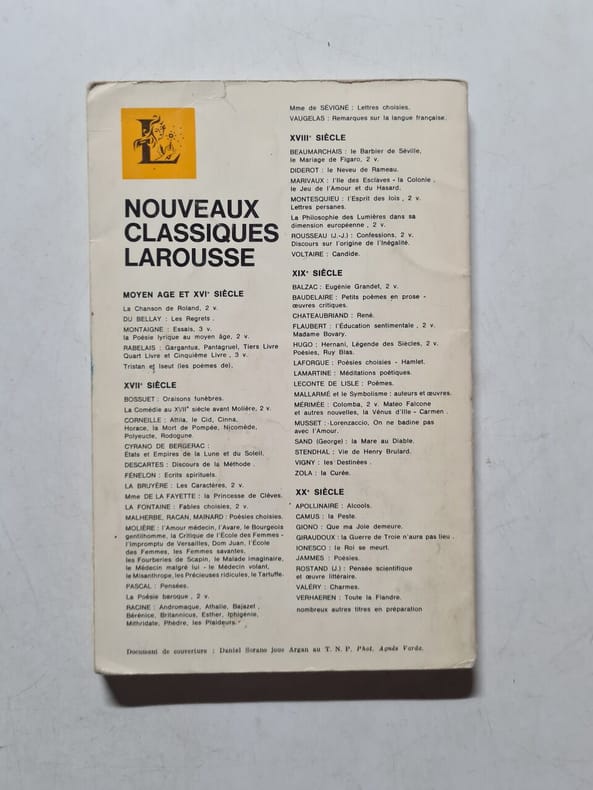 L
NOUVEAUX
CLASSIQUES
LAROUSSE
MOYEN AGE ET XVIᵉ SIÈCLE
La Chanson de Roland, 2 v.
DU BELLAY : Les Regrets .
MONTAIGNE : Essais, 3 v.
la Poésie lyrique au moyen âge, 2 v.
RABELAIS : Gargantua, Pantagruel, Tiers Livre
Quart Livre et Cinquième Livre , 3 v.
Tristan et Iseut (les poèmes de).
XVIIᵉ SIÈCLE
BOSSUET : Oraisons funèbres.
La Comédie au XVIIᵉ siècle avant Molière, 2 v.
CORNEILLE : Attila, le Cid, Cinna,
Horace, la Mort de Pompée, Nicomède,
Polyeucte, Rodogune.
CYRANO DE BERGERAC :
États et Empires de la Lune et du Soleil.
DESCARTES : Discours de la Méthode .
FÉNELON : Ecrits spirituels.
LA BRUYÈRE : Les Caractères, 2 v.
Mme DE LA FAYETTE : la Princesse de Clèves.
LA FONTAINE : Fables choisies, 2 v.
MALHERBE, RACAN, MAINARD : Poésies choisies.
MOLIÈRE : l'Amour médecin, l'Avare, le Bourgeois
gentilhomme, la Critique de l'École des Femmes -
l'Impromptu de Versailles, Dom Juan, l'École
des Femmes, les Femmes savantes,
les Fourberies de Scapin, le Malade imaginaire,
le Médecin malgré lui - le Médecin volant,
le Misanthrope, les Précieuses ridicules, le Tartuffe.
PASCAL : Pensées.
La Poésie baroque , 2 v.
RACINE : Andromaque, Athalie, Bajazet ,
Bérénice, Britannicus, Esther, Iphigénie,
Mithridate, Phèdre, les Plaideurs.
Mme de SÉVIGNÉ : Lettres choisies.
VAUGELAS : Remarques sur la langue française.
XVIIIᵉ SIÈCLE
BEAUMARCHAIS : le Barbier de Séville,
le Mariage de Figaro, 2 v.
DIDEROT : le Neveu de Rameau.
MARIVAUX : l'Ile des Esclaves - la Colonie ,
le Jeu de l'Amour et du Hasard.
MONTESQUIEU : l'Esprit des lois , 2 v.
Lettres persanes.
La Philosophie des Lumières dans sa
dimension européenne , 2 v.
ROUSSEAU (J.-J.) : Confessions, 2 v.
Discours sur l'origine de l'Inégalité.
VOLTAIRE : Candide.
XIXᵉ SIÈCLE
BALZAC : Eugénie Grandet, 2 v.
BAUDELAIRE : Petits poèmes en prose -
œuvres critiques.
CHATEAUBRIAND : René.
FLAUBERT : l'Éducation sentimentale , 2 v.
Madame Bovary.
HUGO : Hernani, Légende des Siècles, 2 v.
Poésies, Ruy Blas.
LAFORGUE : Poésies choisies - Hamlet.
LAMARTINE : Méditations poétiques.
LECONTE DE LISLE : Poèmes.
MALLARMÉ et le Symbolisme : auteurs et œuvres.
MÉRIMÉE : Colomba, 2 v. Matéo Falcone
et autres nouvelles, la Vénus d'Ille - Carmen .
MUSSET : Lorenzaccio, On ne badine pas
avec l'Amour.
SAND (George) : la Mare au Diable.
STENDHAL : Vie de Henry Brulard.
VIGNY : les Destinées .
ZOLA : la Curée.
XXᵉ SIÈCLE
APOLLINAIRE : Alcools.
CAMUS : la Peste.
GIONO : Que ma Joie demeure.
GIRAUDOUX : la Guerre de Troie n'aura pas lieu .
IONESCO : le Roi se meurt.
JAMMES : Poésies.
ROSTAND (J.) : Pensée scientifique
et œuvre littéraire.
VALÉRY : Charmes.
VERHAEREN : Toute la Flandre.
nombreux autres titres en préparation
Document de couverture : Daniel Sorano joue Argan au T. N. P. Phot. Agnès Varda.